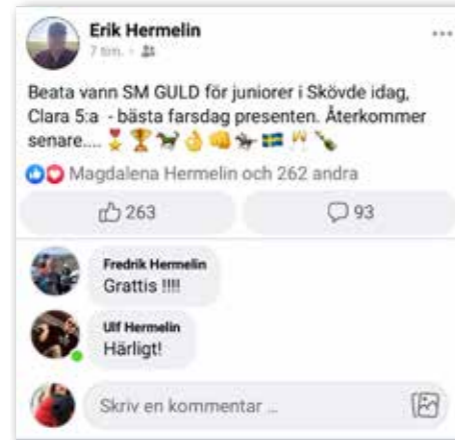 Erik Hermelin
7 tim.
Beata vann SM GULD för juniorer i Skövde idag,
Clara 5:a - bästa farsdag presenten. Återkommer
senare.... 🎖️🏆🐕👌👊🏇🇸🇪🥂🍾
Magdalena Hermelin och 262 andra
263
93
Fredrik Hermelin
Grattis !!!!
Ulf Hermelin
Härligt!
Skriv en kommentar ...